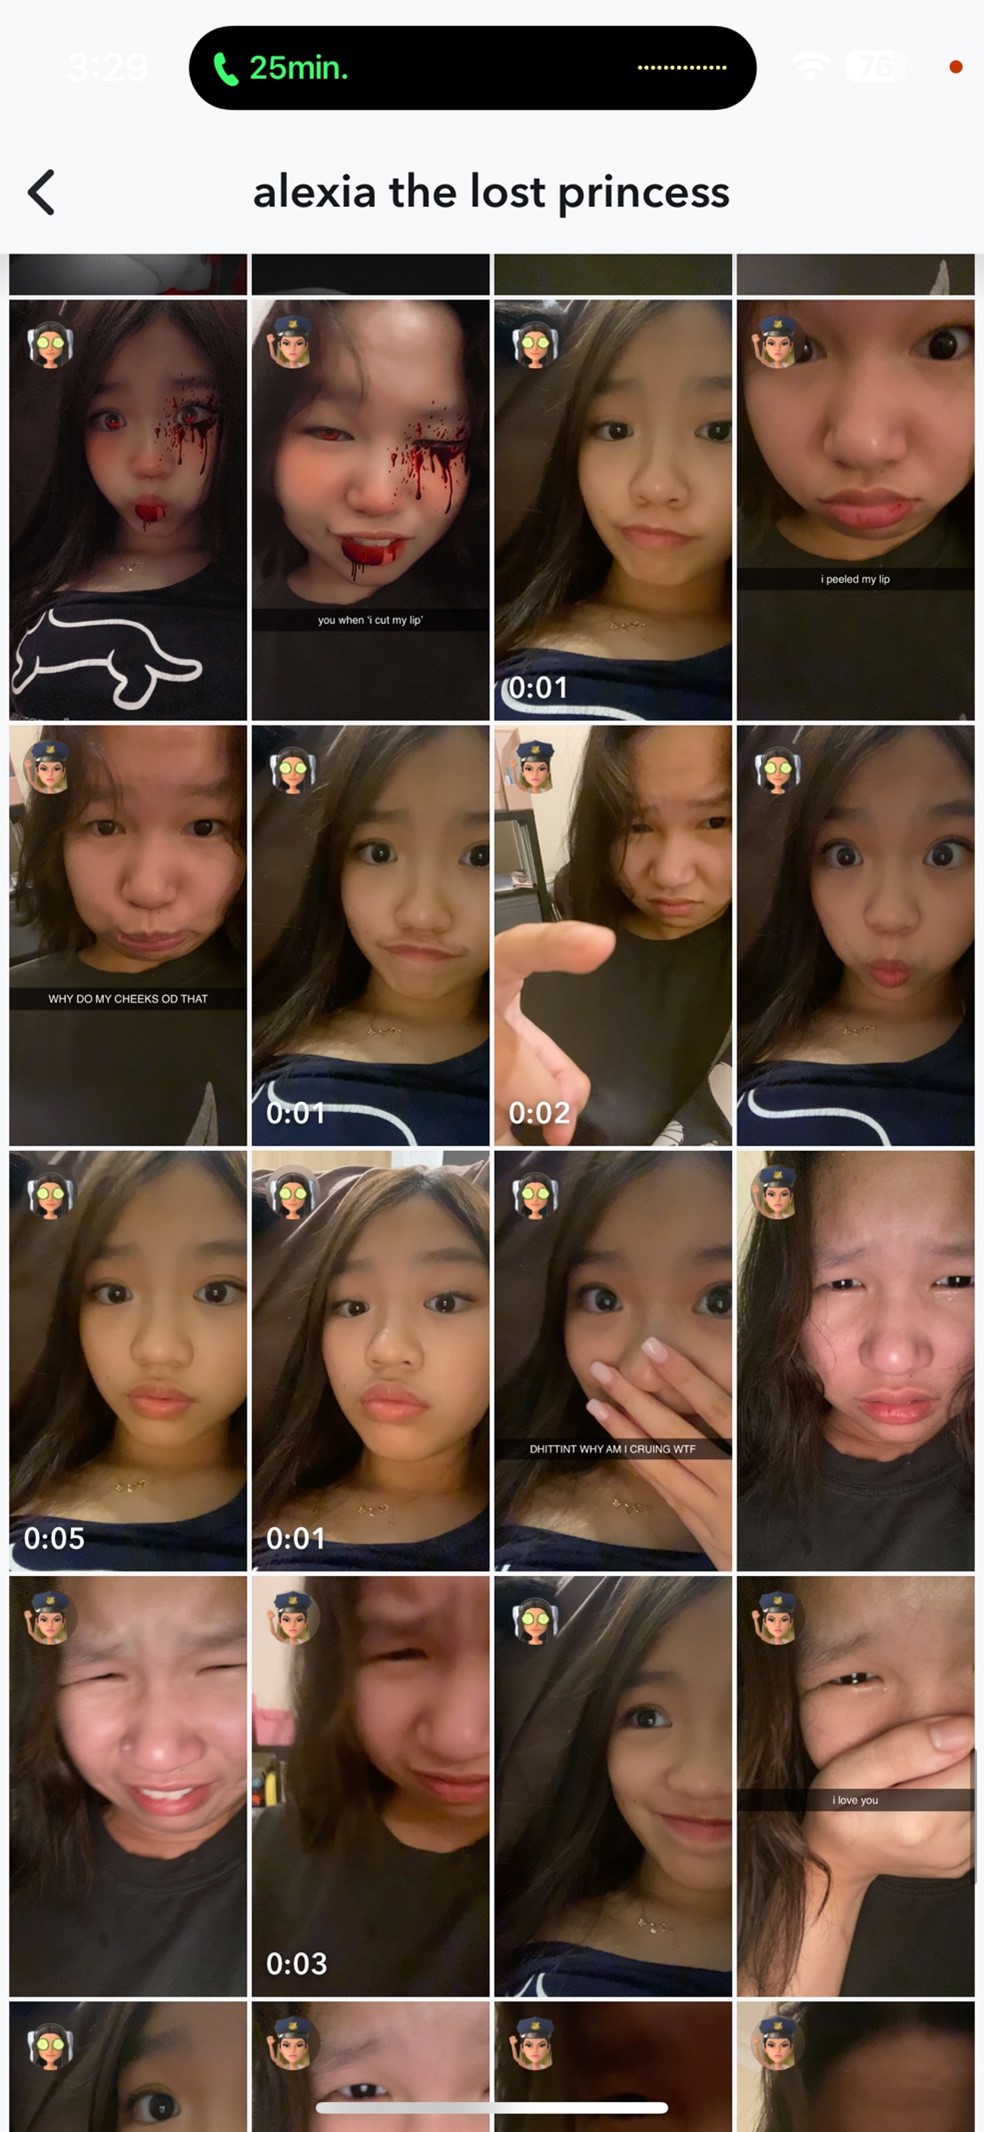 3:29
25min.
76
alexia the lost princess
you when 'i cut my lip'
0:01
i peeled my lip
WHY DO MY CHEEKS OD THAT
0:01
0:02
0:05
0:01
DHITTINT WHY AM I CRUING WTF
0:03
i love you